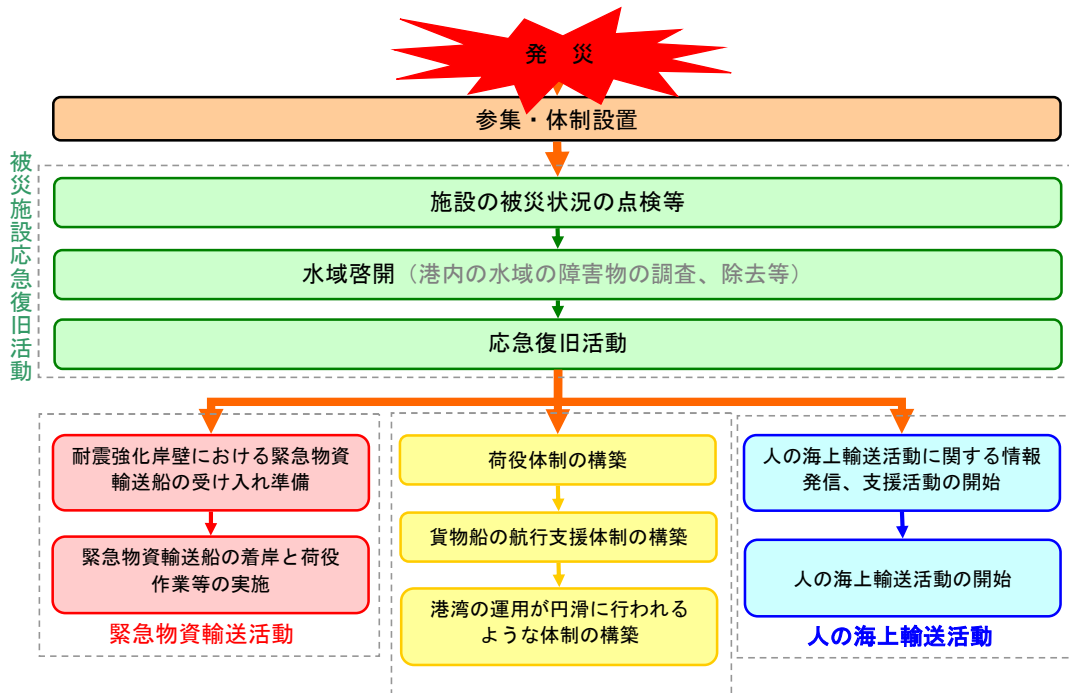 発　災
参集・体制設置
被災施設応急復旧活動
施設の被災状況の点検等
水域啓開（港内の水域の障害物の調査、除去等）
応急復旧活動
耐震強化岸壁における緊急物資
輸送船の受け入れ準備
緊急物資輸送船の着岸と荷役
作業等の実施
緊急物資輸送活動
荷役体制の構築
貨物船の航行支援体制の構築
港湾の運用が円滑に行われる
ような体制の構築
人の海上輸送活動に関する情報
発信、支援活動の開始
人の海上輸送活動の開始
人の海上輸送活動